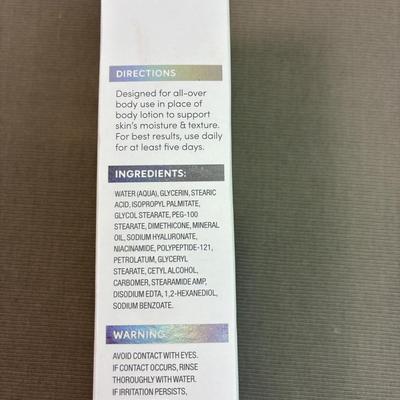 DIRECTIONS
Designed for all-over
body use in place of
body lotion to support
skin's moisture & texture.
For best results, use daily
for at least five days.
INGREDIENTS:
WATER (AQUA), GLYCERIN, STEARIC
ACID, ISOPROPYL PALMITATE,
GLYCOL STEARATE, PEG-100
STEARATE, DIMETHICONE, MINERAL
OIL, SODIUM HYALURONATE,
NIACINAMIDE, POLYPEPTIDE-121,
PETROLATUM, GLYCERYL
STEARATE, CETYL ALCOHOL,
CARBOMER, STEARAMIDE AMP,
DISODIUM EDTA, 1,2-HEXANEDIOL,
SODIUM BENZOATE.
WARNING
AVOID CONTACT WITH EYES.
IF CONTACT OCCURS, RINSE
THOROUGHLY WITH WATER.
IF IRRITATION PERSISTS,